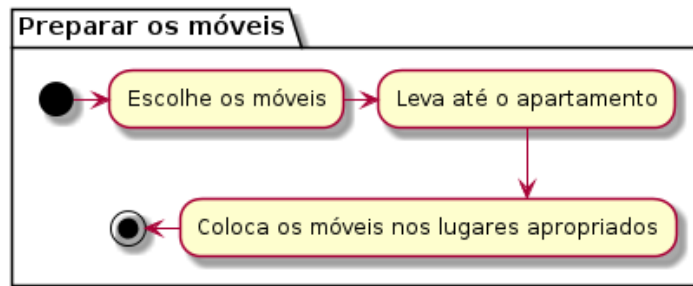 Preparar os móveis
Escolhe os móveis
Leva até o apartamento
Coloca os móveis nos lugares apropriados